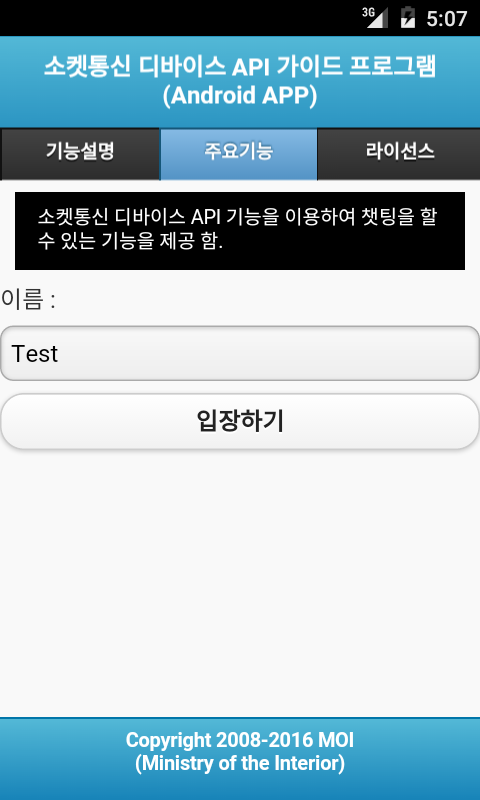 3G 5:07
소켓통신 디바이스 API 가이드 프로그램
(Android APP)
기능설명 주요기능 라이선스
소켓통신 디바이스 API 기능을 이용하여 챗팅을 할
수 있는 기능을 제공 함.
이름 :
Test
입장하기
Copyright 2008-2016 MOI
(Ministry of the Interior)